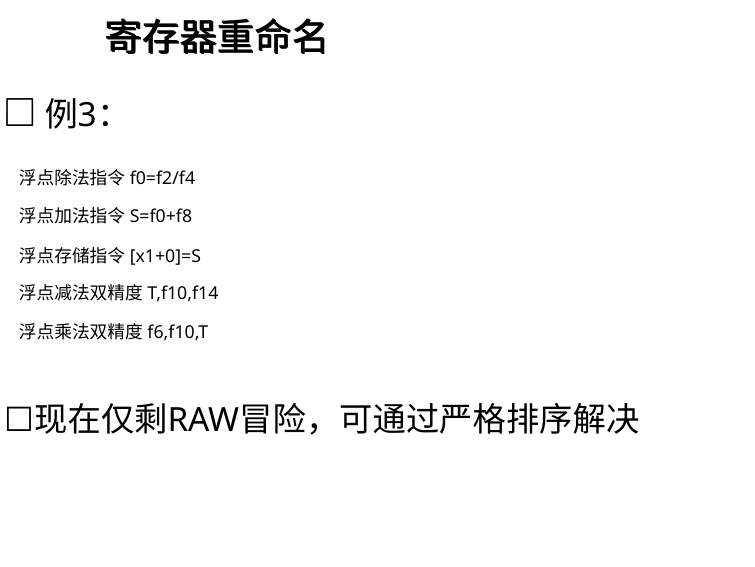 寄存器重命名
□ 例3：
浮点除法指令 f0=f2/f4
浮点加法指令 S=f0+f8
浮点存储指令 [x1+0]=S
浮点减法双精度 T,f10,f14
浮点乘法双精度 f6,f10,T
□现在仅剩RAW冒险，可通过严格排序解决